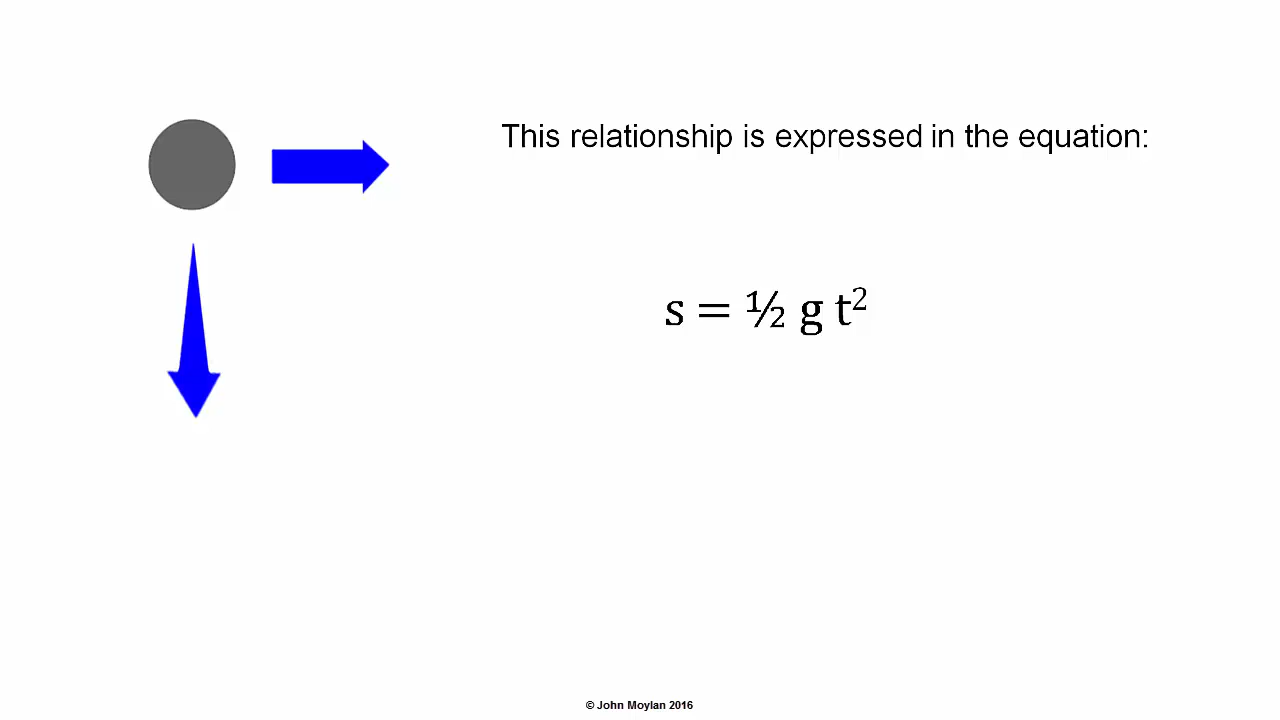 This relationship is expressed in the equation:
s = ½ g t²
© John Moylan 2016